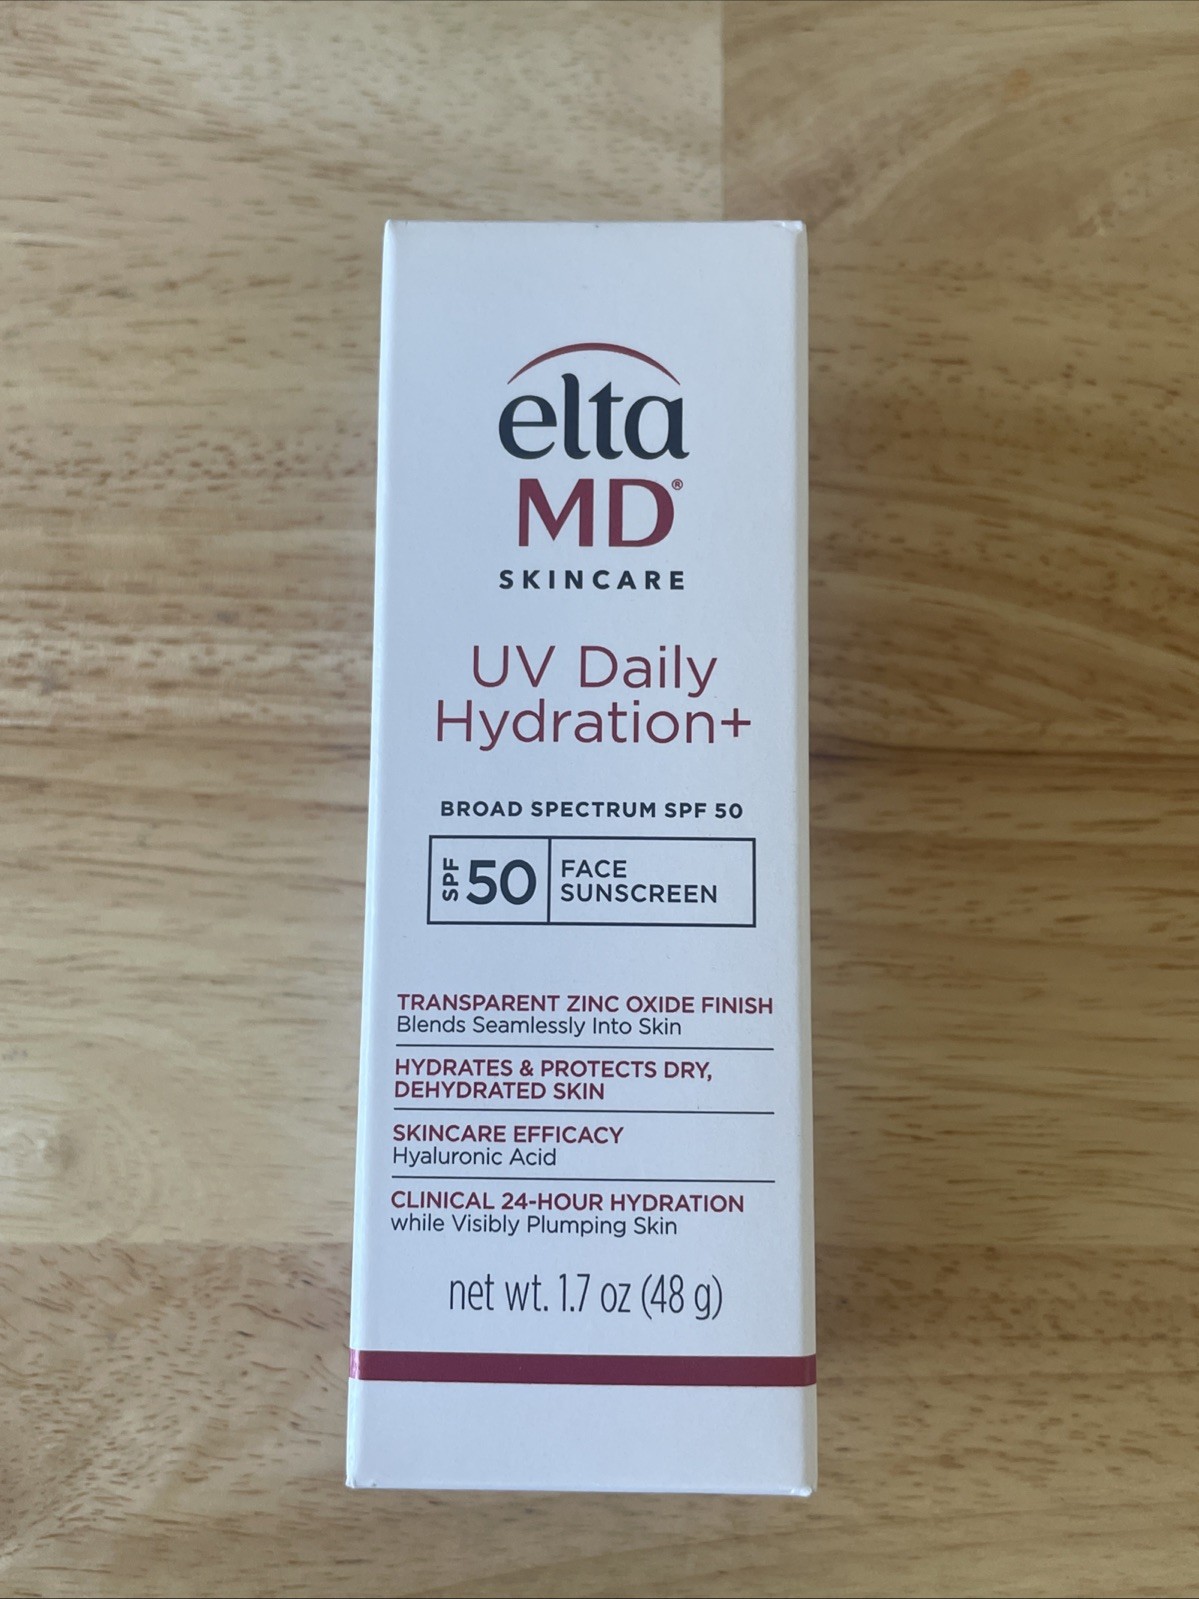 elta
MD®
SKINCARE
UV Daily
Hydration+
BROAD SPECTRUM SPF 50
SPF 50 FACE
SUNSCREEN
TRANSPARENT ZINC OXIDE FINISH
Blends Seamlessly Into Skin
HYDRATES & PROTECTS DRY,
DEHYDRATED SKIN
SKINCARE EFFICACY
Hyaluronic Acid
CLINICAL 24-HOUR HYDRATION
while Visibly Plumping Skin
net wt. 1.7 oz (48 g)